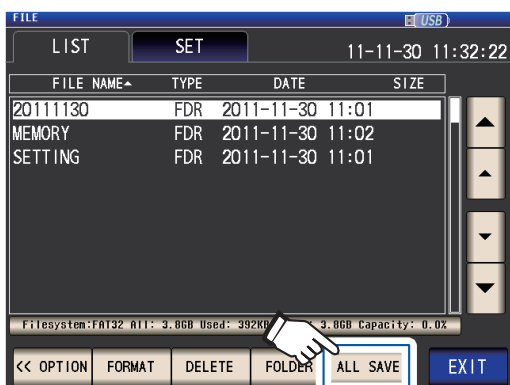 FILE USB
LIST SET 11-11-30 11:32:22
FILE NAME▲ TYPE DATE SIZE
20111130 FDR 2011-11-30 11:01
MEMORY FDR 2011-11-30 11:02
SETTING FDR 2011-11-30 11:01
Filesystem:FAT32 All: 3.8GB Used: 392KB 3.8GB Capacity: 0.0%
<< OPTION FORMAT DELETE FOLDER ALL SAVE EXIT